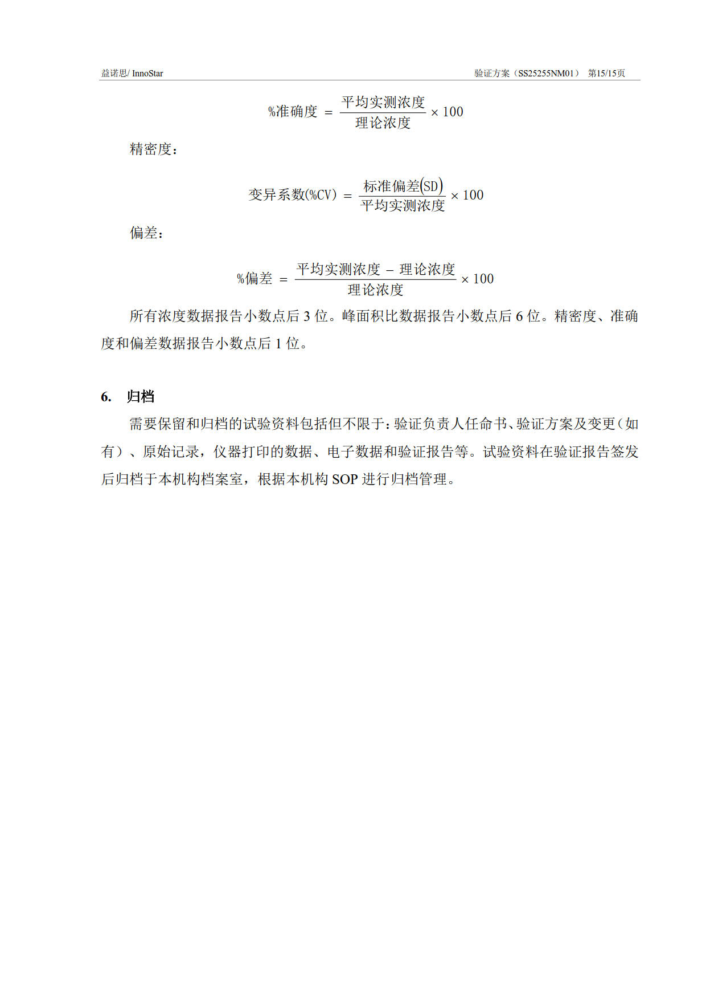 益诺思/ InnoStar 验证方案（SS25255NM01） 第15/15页
%准确度 = 平均实测浓度 / 理论浓度 × 100
精密度：
变异系数(%CV) = 标准偏差(SD) / 平均实测浓度 × 100
偏差：
%偏差 = 平均实测浓度 − 理论浓度 / 理论浓度 × 100
所有浓度数据报告小数点后 3 位。峰面积比数据报告小数点后 6 位。精密度、准确
度和偏差数据报告小数点后 1 位。
6. 归档
需要保留和归档的试验资料包括但不限于：验证负责人任命书、验证方案及变更（如
有）、原始记录，仪器打印的数据、电子数据和验证报告等。试验资料在验证报告签发
后归档于本机构档案室，根据本机构 SOP 进行归档管理。